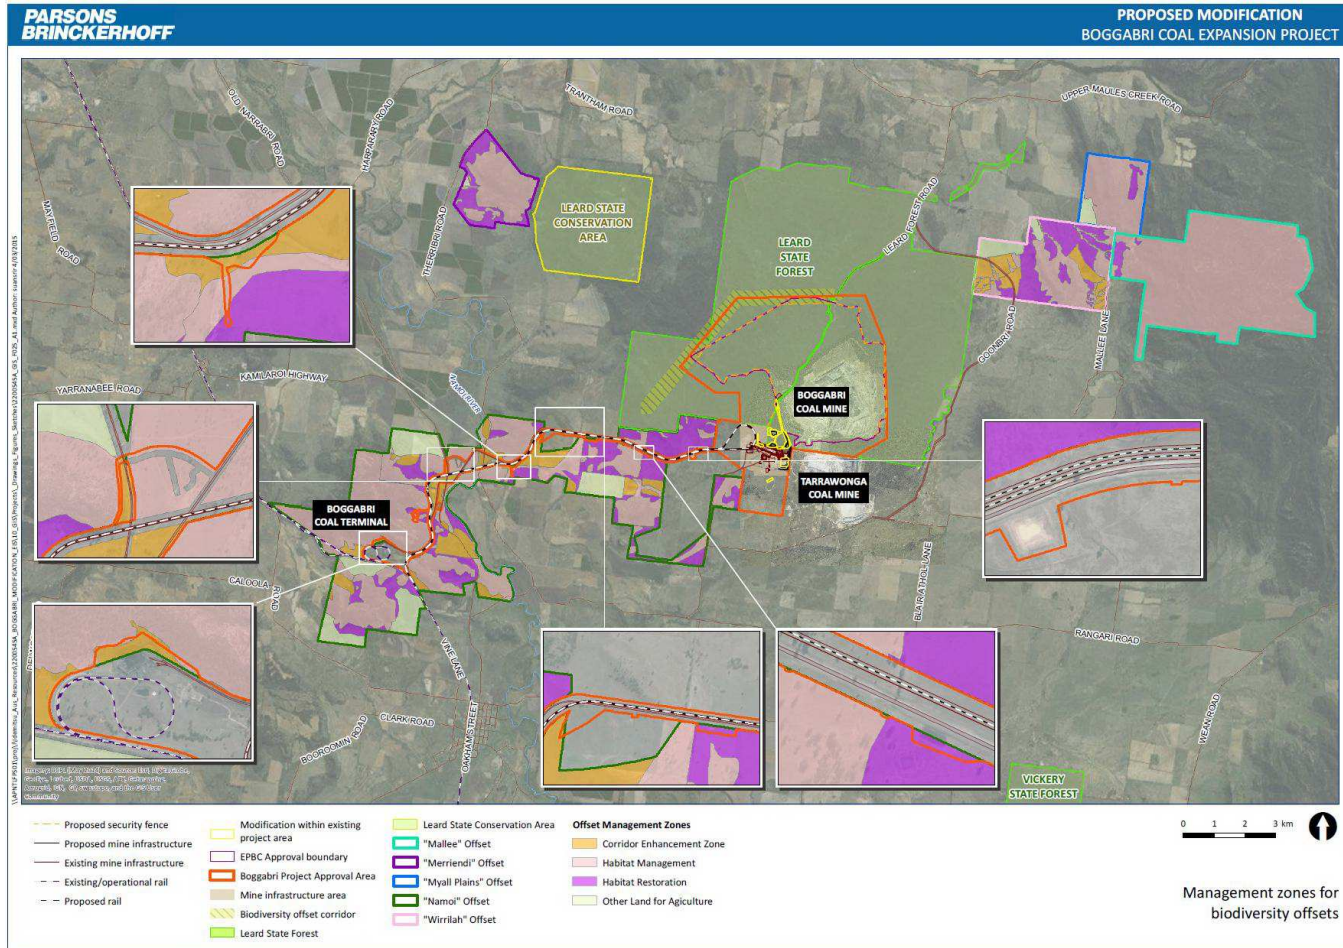 PARSONS
BRINCKERHOFF
PROPOSED MODIFICATION
BOGGABRI COAL EXPANSION PROJECT
TRANTHAM ROAD
UPPER MAULES CREEK ROAD
OLD NARRABRI ROAD
HARPARARY ROAD
MAYFIELD ROAD
THERRIBRI ROAD
LEARD STATE
CONSERVATION
AREA
LEARD
STATE
FOREST
LEARD FOREST ROAD
GOONBRI ROAD
MALLEE LANE
KAMILAROI HIGHWAY
NAMOI RIVER
YARRANABEE ROAD
BOGGABRI
COAL MINE
TARRAWONGA
COAL MINE
BOGGABRI
COAL TERMINAL
CALOOLA ROAD
BLAIR ATHOL LANE
RANGARI ROAD
VINE LANE
CLARK ROAD
BOOROOMIN ROAD
OAKHAM STREET
WEAN ROAD
VICKERY
STATE FOREST
Proposed security fence
Proposed mine infrastructure
Existing mine infrastructure
Existing/operational rail
Proposed rail
Modification within existing
project area
EPBC Approval boundary
Boggabri Project Approval Area
Mine infrastructure area
Biodiversity offset corridor
Leard State Forest
Leard State Conservation Area
"Mallee" Offset
"Merriendi" Offset
"Myall Plains" Offset
"Namoi" Offset
"Wirrilah" Offset
Offset Management Zones
Corridor Enhancement Zone
Habitat Management
Habitat Restoration
Other Land for Agiculture
0 1 2 3 km
Management zones for
biodiversity offsets